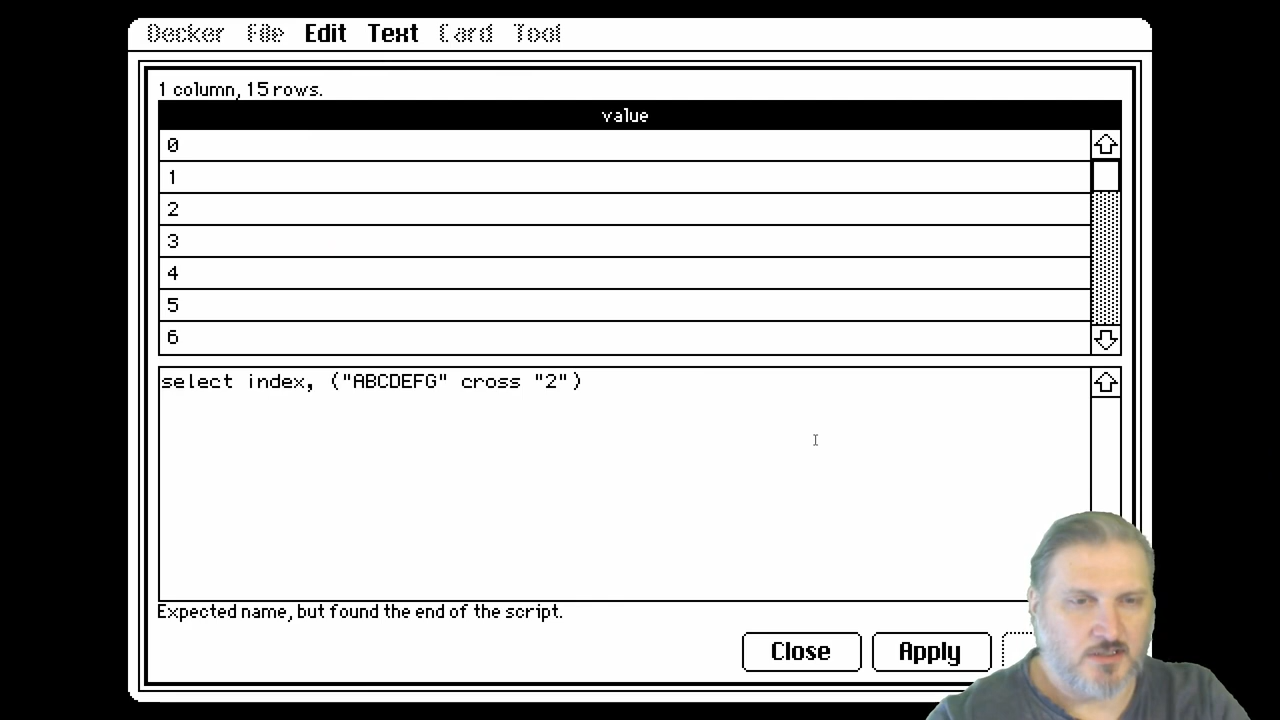 Decker File Edit Text Card Tool
1 column, 15 rows.
value
0
1
2
3
4
5
6
select index, ("ABCDEFG" cross "2")
Expected name, but found the end of the script.
Close Apply